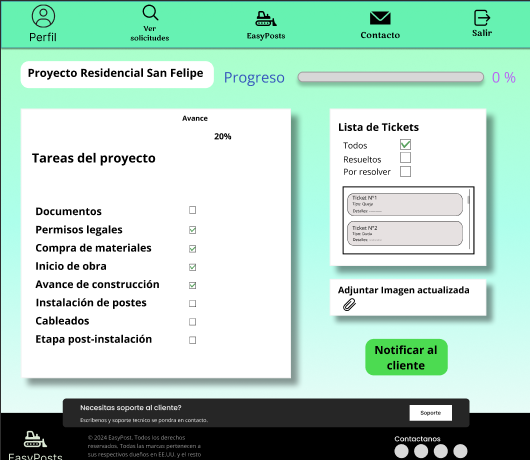 Perfil
Ver
solicitudes
EasyPosts
Contacto
Salir
Proyecto Residencial San Felipe
Progreso
0 %
Avance
20%
Tareas del proyecto
Documentos
Permisos legales
Compra de materiales
Inicio de obra
Avance de construcción
Instalación de postes
Cableados
Etapa post-instalación
Lista de Tickets
Todos
Resueltos
Por resolver
Ticket N°1
Tipo: Queja
Detalles: ----------
Ticket N°2
Tipo: Queja
Detalles: ----------
Adjuntar Imagen actualizada
Notificar al
cliente
Necesitas soporte al cliente?
Escríbenos y soporte tecnico se pondra en contacto.
Soporte
EasyPosts
© 2024 EasyPost. Todos los derechos
reservados. Todas las marcas pertenecen a
sus respectivos dueños en EE.UU. y el resto
Contactanos